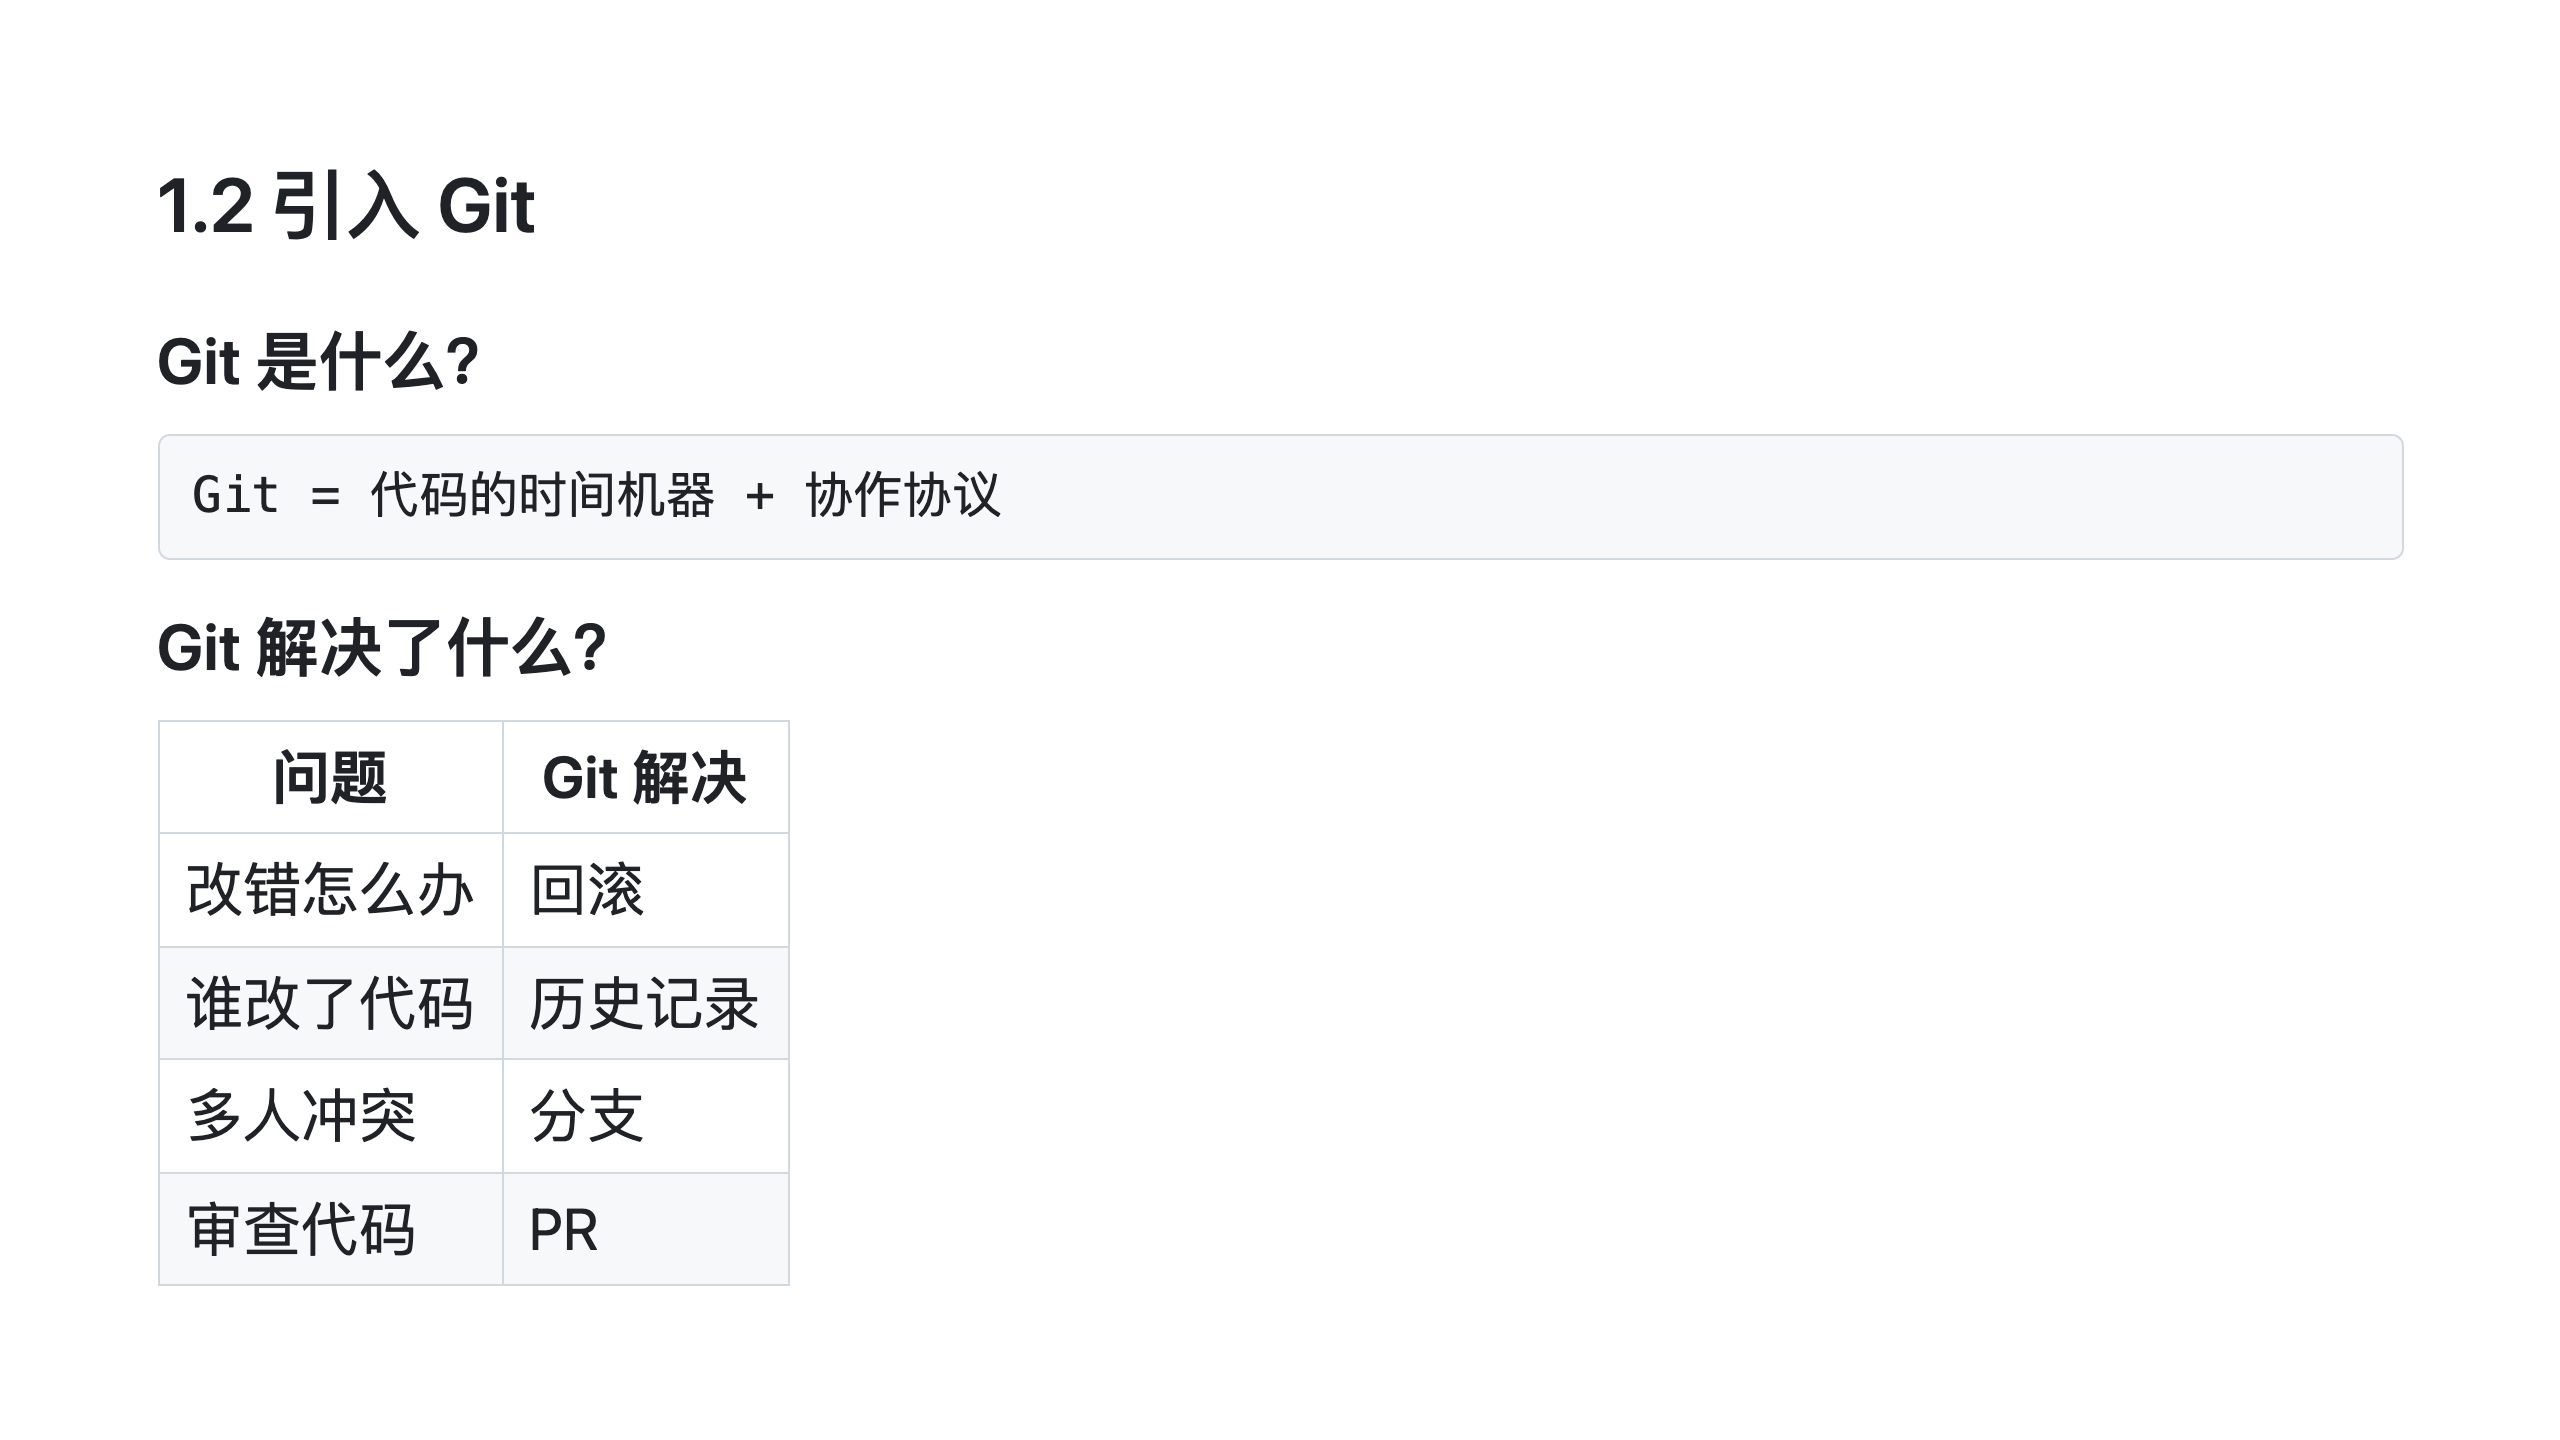 1.2 引入 Git
Git 是什么?
Git = 代码的时间机器 + 协作协议
Git 解决了什么?
问题 Git 解决
改错怎么办 回滚
谁改了代码 历史记录
多人冲突 分支
审查代码 PR